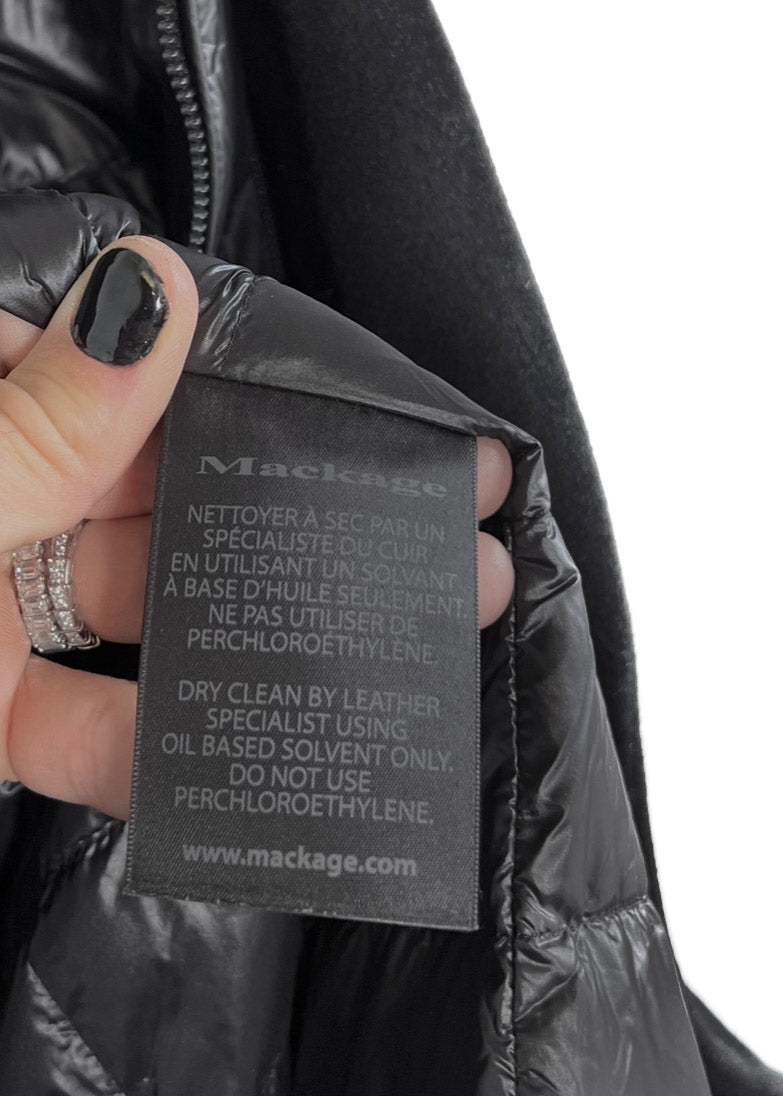 Mackage
NETTOYER À SEC PAR UN
SPÉCIALISTE DU CUIR
EN UTILISANT UN SOLVANT
À BASE D'HUILE SEULEMENT.
NE PAS UTILISER DE
PERCHLOROÉTHYLÈNE.
DRY CLEAN BY LEATHER
SPECIALIST USING
OIL BASED SOLVENT ONLY.
DO NOT USE
PERCHLOROETHYLENE.
www.mackage.com